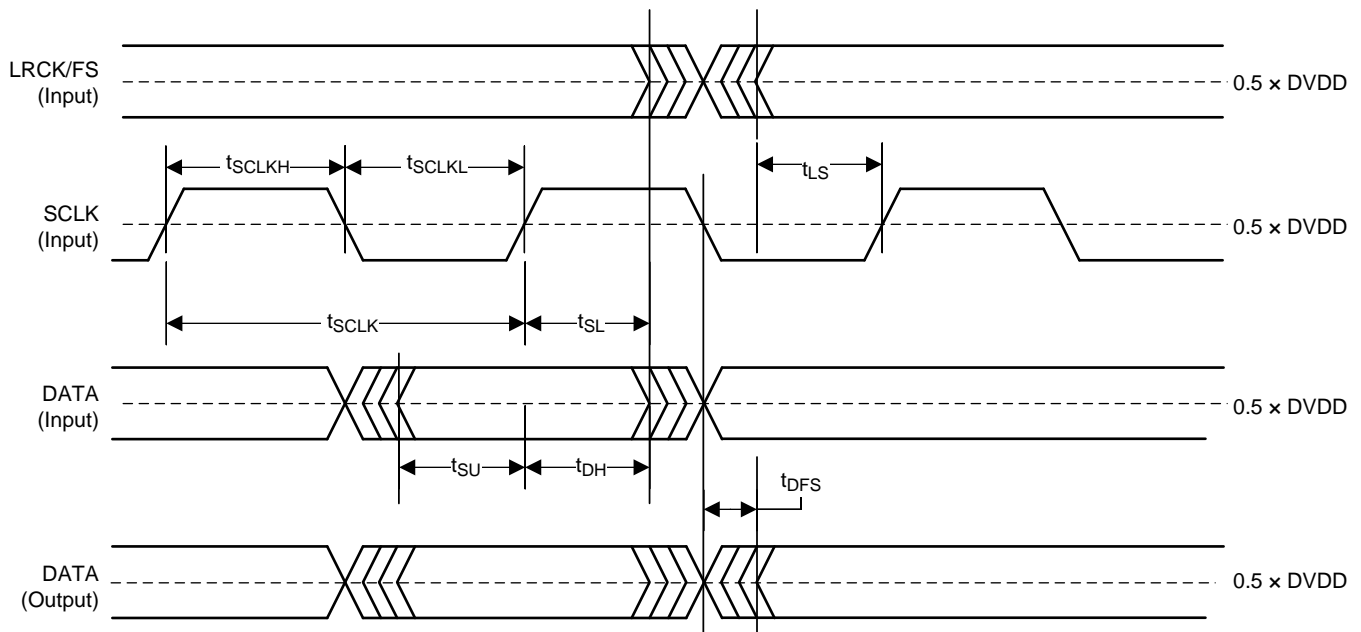 LRCK/FS
(Input)
0.5 × DVDD
tSCLKH
tSCLKL
tLS
SCLK
(Input)
0.5 × DVDD
tSCLK
tSL
DATA
(Input)
0.5 × DVDD
tSU
tDH
tDFS
DATA
(Output)
0.5 × DVDD